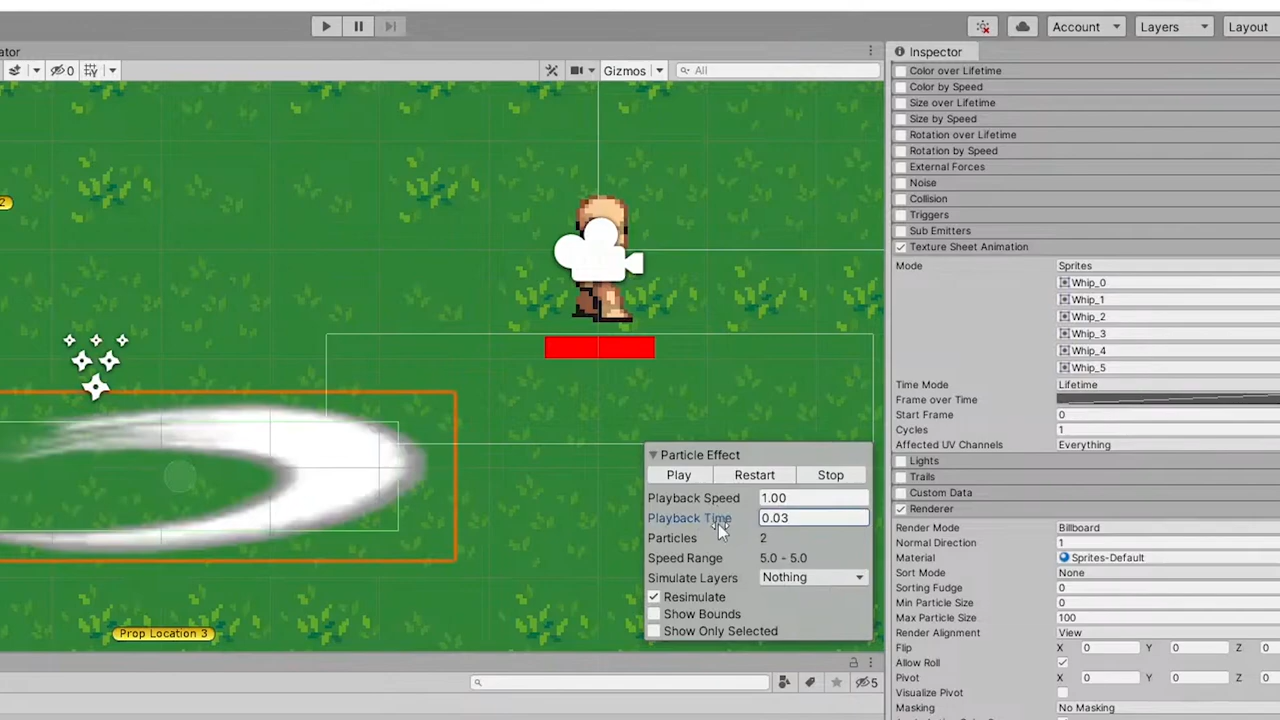 Account
Layers
Layout
ator
0
Gizmos
All
Inspector
Color over Lifetime
Color by Speed
Size over Lifetime
Size by Speed
Rotation over Lifetime
Rotation by Speed
External Forces
Noise
Collision
Triggers
Sub Emitters
Texture Sheet Animation
Mode Sprites
Whip_0
Whip_1
Whip_2
Whip_3
Whip_4
Whip_5
Time Mode Lifetime
Frame over Time
Start Frame 0
Cycles 1
Affected UV Channels Everything
Lights
Trails
Custom Data
Renderer
Render Mode Billboard
Normal Direction 1
Material Sprites-Default
Sort Mode None
Sorting Fudge 0
Min Particle Size 0
Max Particle Size 100
Render Alignment View
Flip X 0 Y 0 Z 0
Allow Roll
Pivot X 0 Y 0 Z 0
Visualize Pivot
Masking No Masking
2
Particle Effect
Play Restart Stop
Playback Speed 1.00
Playback Time 0.03
Particles 2
Speed Range 5.0 - 5.0
Simulate Layers Nothing
Resimulate
Show Bounds
Show Only Selected
Prop Location 3
5